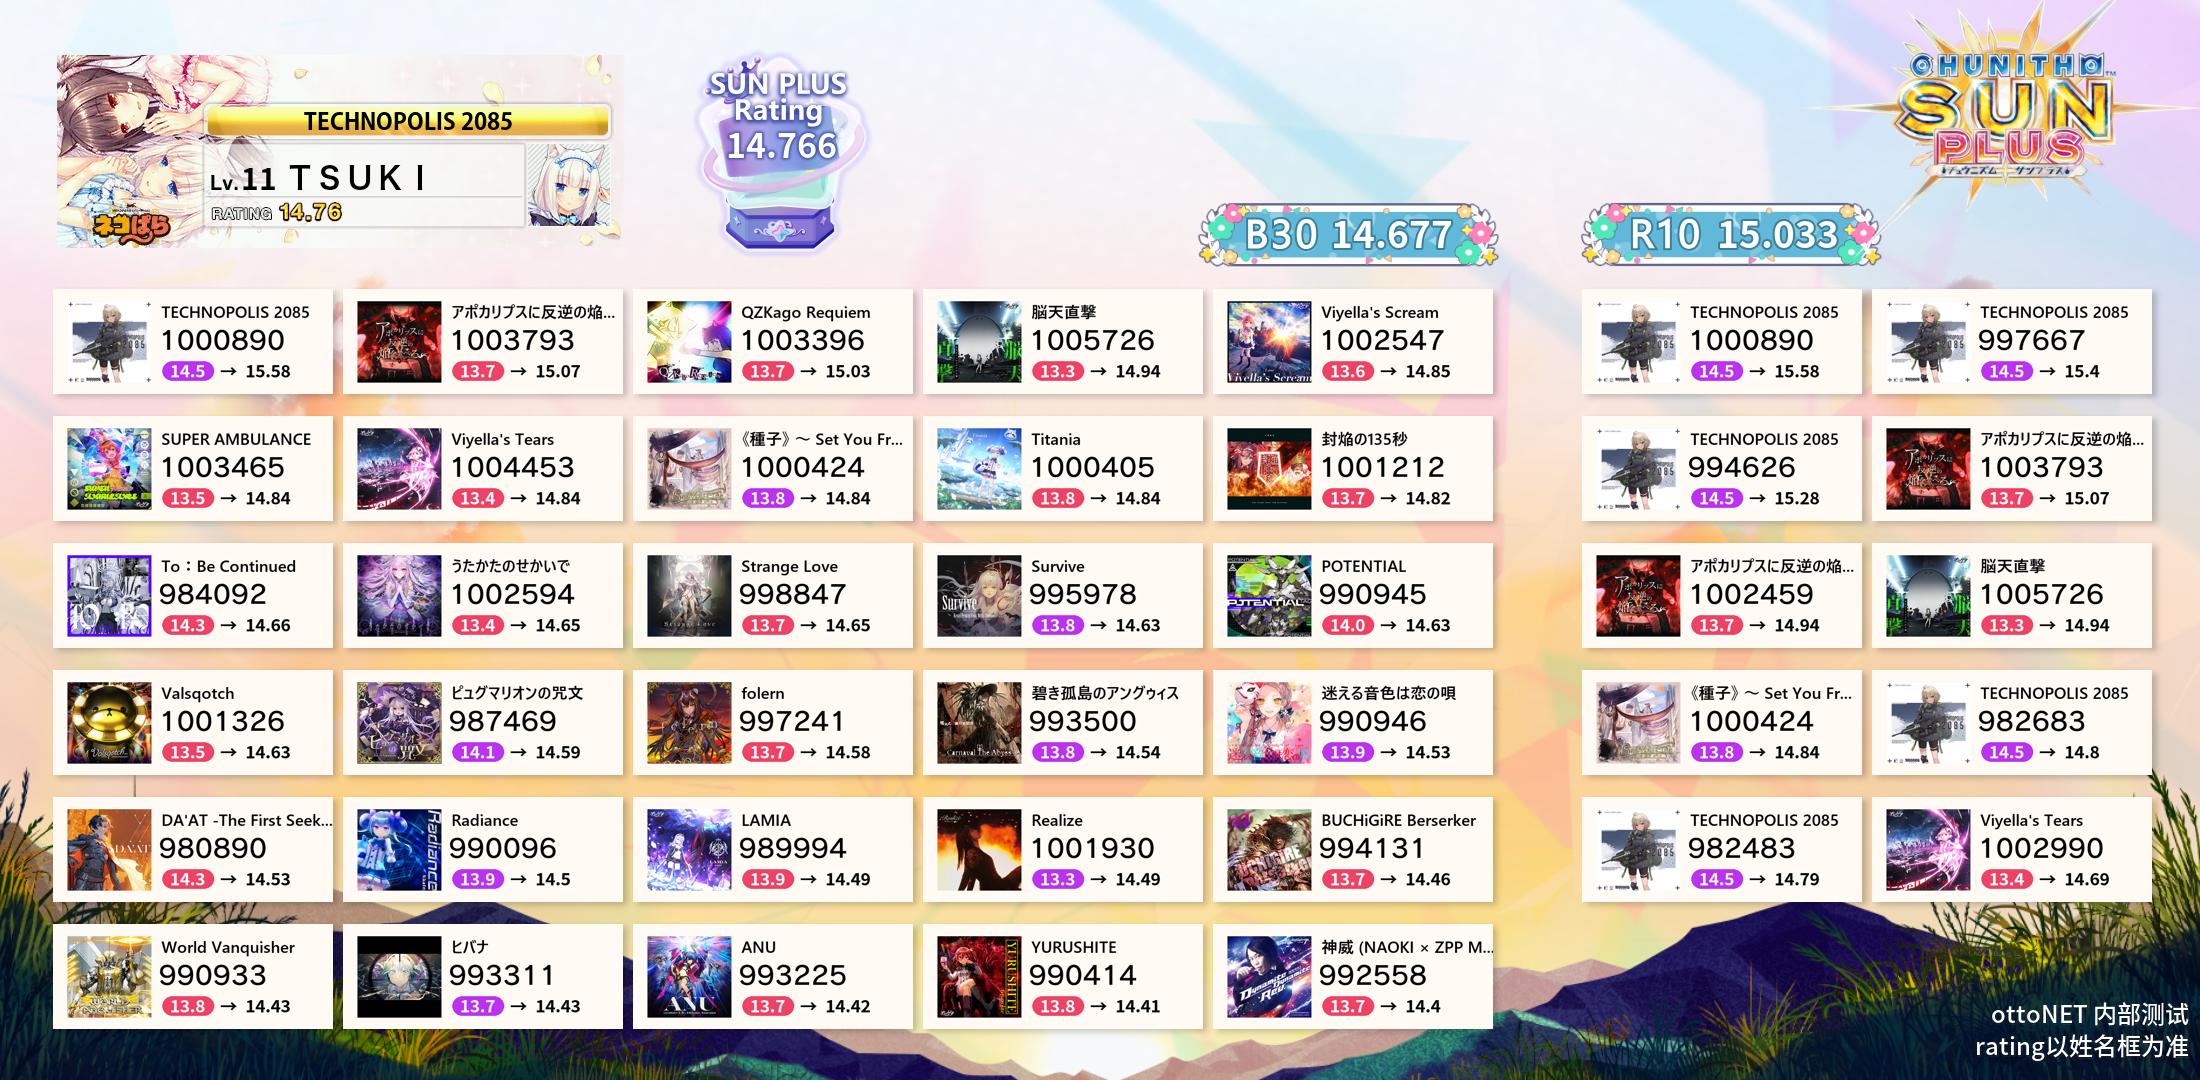 TECHNOPOLIS 2085
Lv.11 TSUKI
RATING 14.76
ネコぱら
SUN PLUS
Rating
14.766
CHUNITHM
SUN
PLUS
チュウニズム サンプラス
B30 14.677
R10 15.033
TECHNOPOLIS 2085
1000890
14.5 → 15.58
アポカリプスに反逆の焔...
1003793
13.7 → 15.07
QZKago Requiem
1003396
13.7 → 15.03
脳天直撃
1005726
13.3 → 14.94
Viyella's Scream
1002547
13.6 → 14.85
SUPER AMBULANCE
1003465
13.5 → 14.84
Viyella's Tears
1004453
13.4 → 14.84
《種子》～ Set You Fr...
1000424
13.8 → 14.84
Titania
1000405
13.8 → 14.84
封焔の135秒
1001212
13.7 → 14.82
To：Be Continued
984092
14.3 → 14.66
うたかたのせかいで
1002594
13.4 → 14.65
Strange Love
998847
13.7 → 14.65
Survive
995978
13.8 → 14.63
POTENTIAL
990945
14.0 → 14.63
Valsqotch
1001326
13.5 → 14.63
ピュグマリオンの咒文
987469
14.1 → 14.59
folern
997241
13.7 → 14.58
碧き孤島のアングゥィス
993500
13.8 → 14.54
迷える音色は恋の唄
990946
13.9 → 14.53
DA'AT -The First Seek...
980890
14.3 → 14.53
Radiance
990096
13.9 → 14.5
LAMIA
989994
13.9 → 14.49
Realize
1001930
13.3 → 14.49
BUCHiGiRE Berserker
994131
13.7 → 14.46
World Vanquisher
990933
13.8 → 14.43
ヒバナ
993311
13.7 → 14.43
ANU
993225
13.7 → 14.42
YURUSHITE
990414
13.8 → 14.41
神威 (NAOKI × ZPP M...
992558
13.7 → 14.4
TECHNOPOLIS 2085
1000890
14.5 → 15.58
TECHNOPOLIS 2085
997667
14.5 → 15.4
TECHNOPOLIS 2085
994626
14.5 → 15.28
アポカリプスに反逆の焔...
1003793
13.7 → 15.07
アポカリプスに反逆の焔...
1002459
13.7 → 14.94
脳天直撃
1005726
13.3 → 14.94
《種子》～ Set You Fr...
1000424
13.8 → 14.84
TECHNOPOLIS 2085
982683
14.5 → 14.8
TECHNOPOLIS 2085
982483
14.5 → 14.79
Viyella's Tears
1002990
13.4 → 14.69
ottoNET 内部测试
rating以姓名框为准